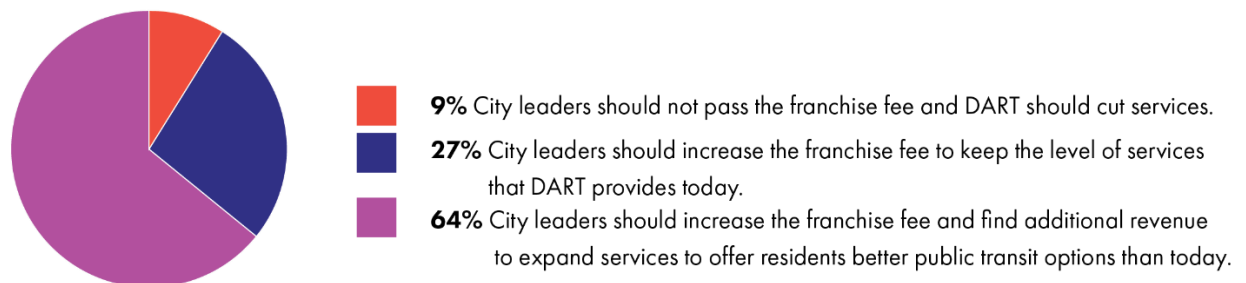 9% City leaders should not pass the franchise fee and DART should cut services.
27% City leaders should increase the franchise fee to keep the level of services
that DART provides today.
64% City leaders should increase the franchise fee and find additional revenue
to expand services to offer residents better public transit options than today.